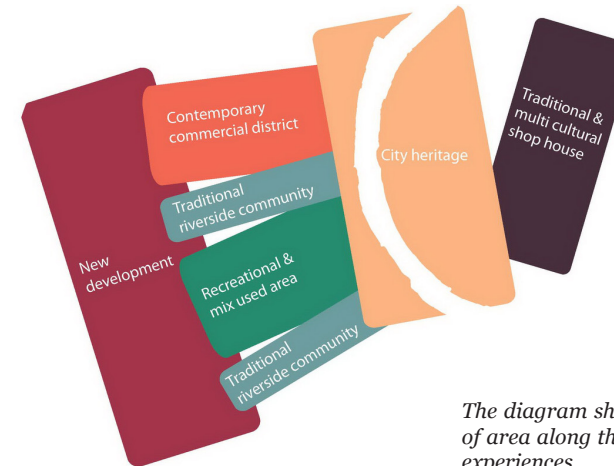 Contemporary
commercial district
Traditional
riverside community
City heritage
Traditional &
multi cultural
shop house
New
development
Recreational &
mix used area
Traditional
riverside community
The diagram sh
of area along th
experiences